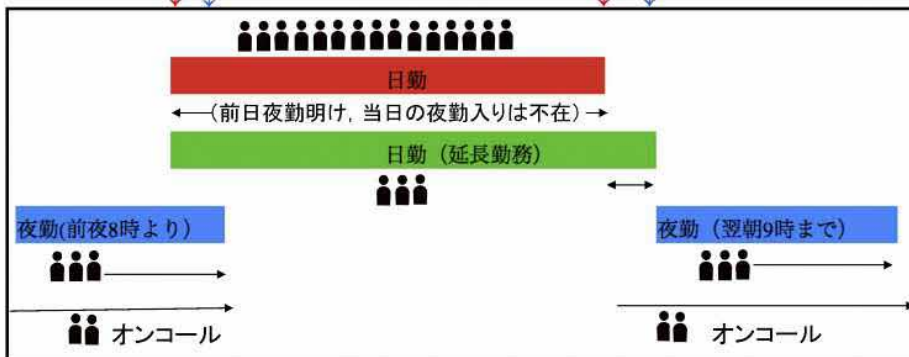 日勤
(前日夜勤明け, 当日の夜勤入りは不在)
日勤（延長勤務）
夜勤(前夜8時より）
夜勤（翌朝9時まで）
オンコール
オンコール